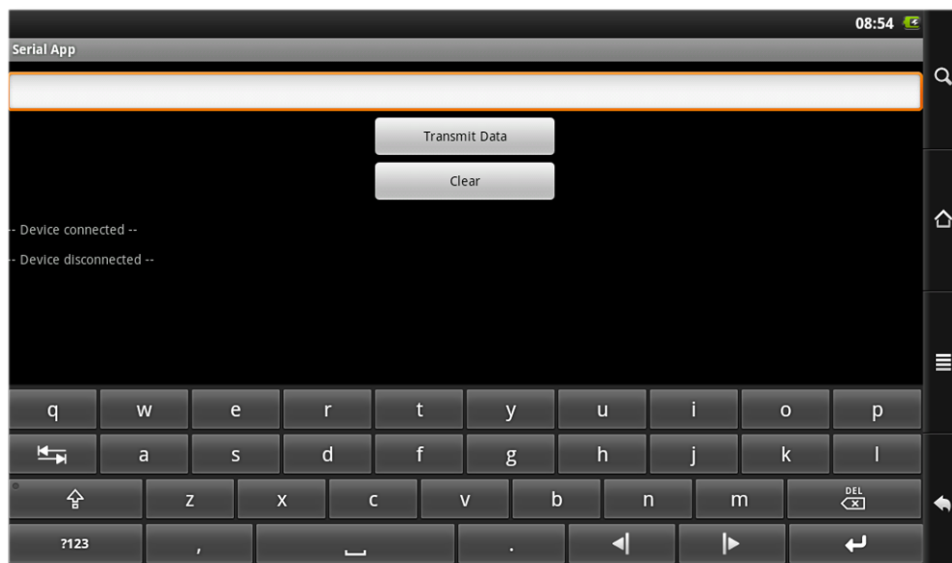 08:54
Serial App
Transmit Data
Clear
-- Device connected --
-- Device disconnected --
q w e r t y u i o p
a s d f g h j k l
z x c v b n m DEL
?123 , .